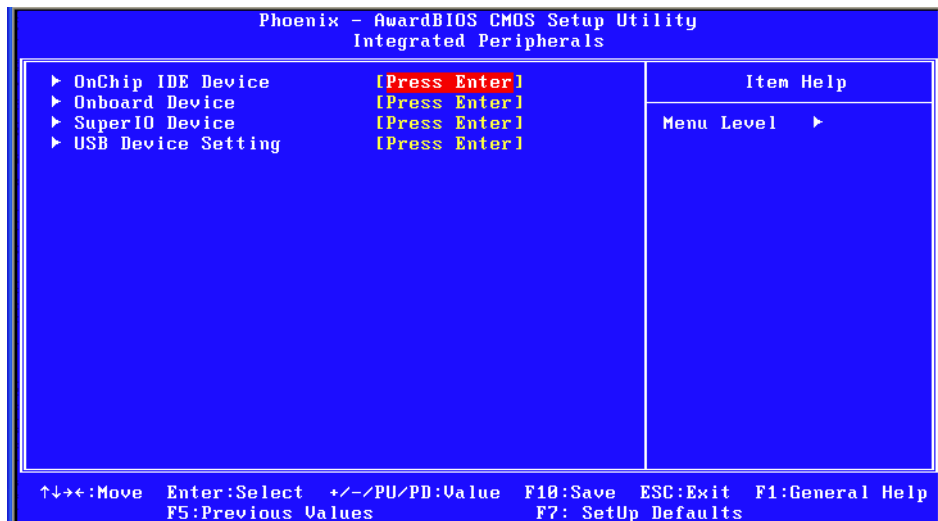 Phoenix - AwardBIOS CMOS Setup Utility
Integrated Peripherals
▶ OnChip IDE Device [Press Enter]
▶ Onboard Device [Press Enter]
▶ SuperIO Device [Press Enter]
▶ USB Device Setting [Press Enter]
Item Help
Menu Level ▶
↑↓→←:Move Enter:Select +/-/PU/PD:Value F10:Save ESC:Exit F1:General Help
F5:Previous Values F7: SetUp Defaults